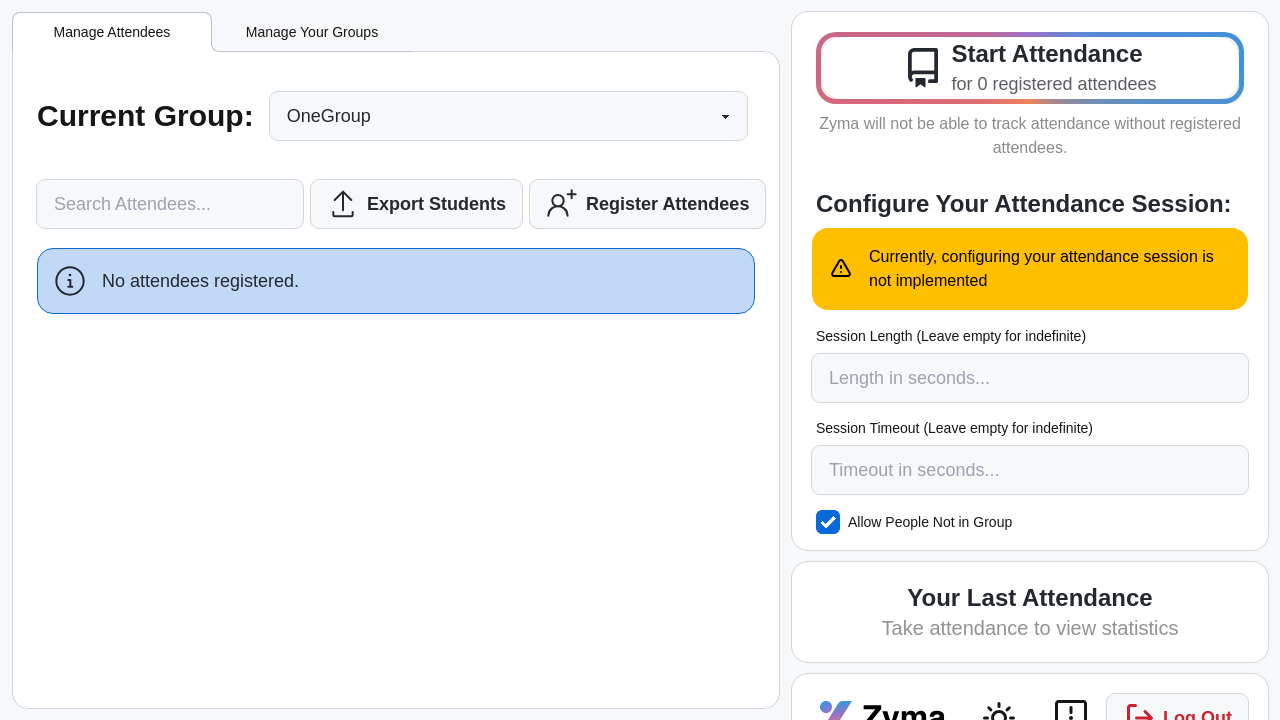 Manage Attendees
Manage Your Groups
Current Group:
OneGroup
Search Attendees...
Export Students
Register Attendees
No attendees registered.
Start Attendance
for 0 registered attendees
Zyma will not be able to track attendance without registered
attendees.
Configure Your Attendance Session:
Currently, configuring your attendance session is
not implemented
Session Length (Leave empty for indefinite)
Length in seconds...
Session Timeout (Leave empty for indefinite)
Timeout in seconds...
Allow People Not in Group
Your Last Attendance
Take attendance to view statistics
Zyma
Log Out